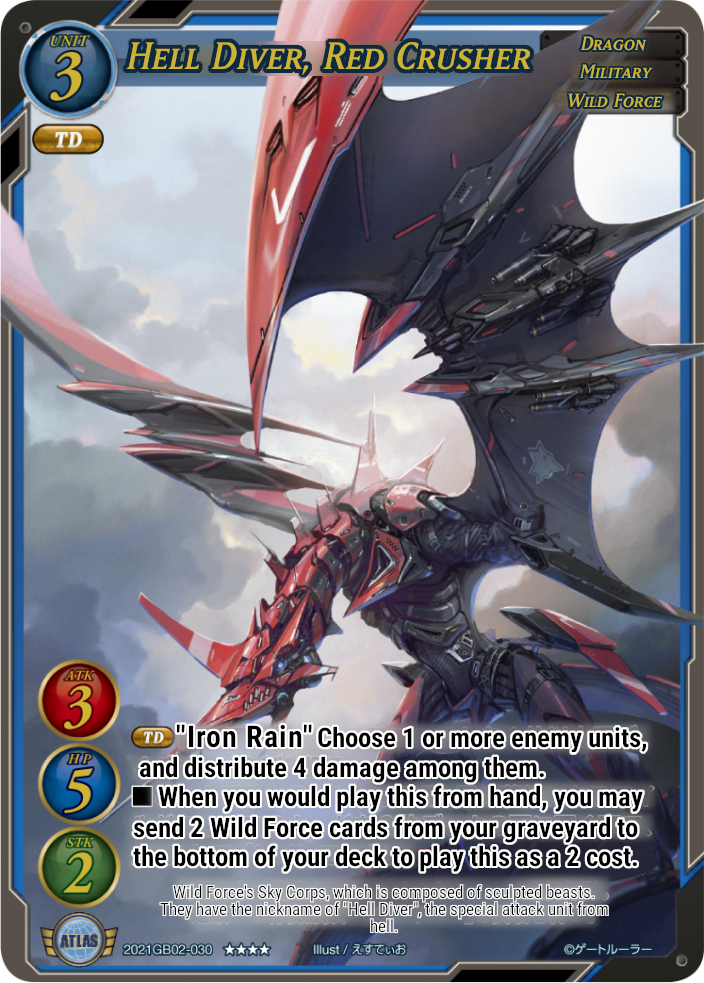 UNIT
3
HELL DIVER, RED CRUSHER
DRAGON
MILITARY
WILD FORCE
TD
ATK
3
HP
5
STK
2
TD "Iron Rain" Choose 1 or more enemy units,
and distribute 4 damage among them.
■ When you would play this from hand, you may
send 2 Wild Force cards from your graveyard to
the bottom of your deck to play this as a 2 cost.
Wild Force's Sky Corps, which is composed of sculpted beasts.
They have the nickname of "Hell Diver", the special attack unit from
hell.
ATLAS
2021GB02-030 ★★★★ Illust / えすてぃお ©ゲートルーラー